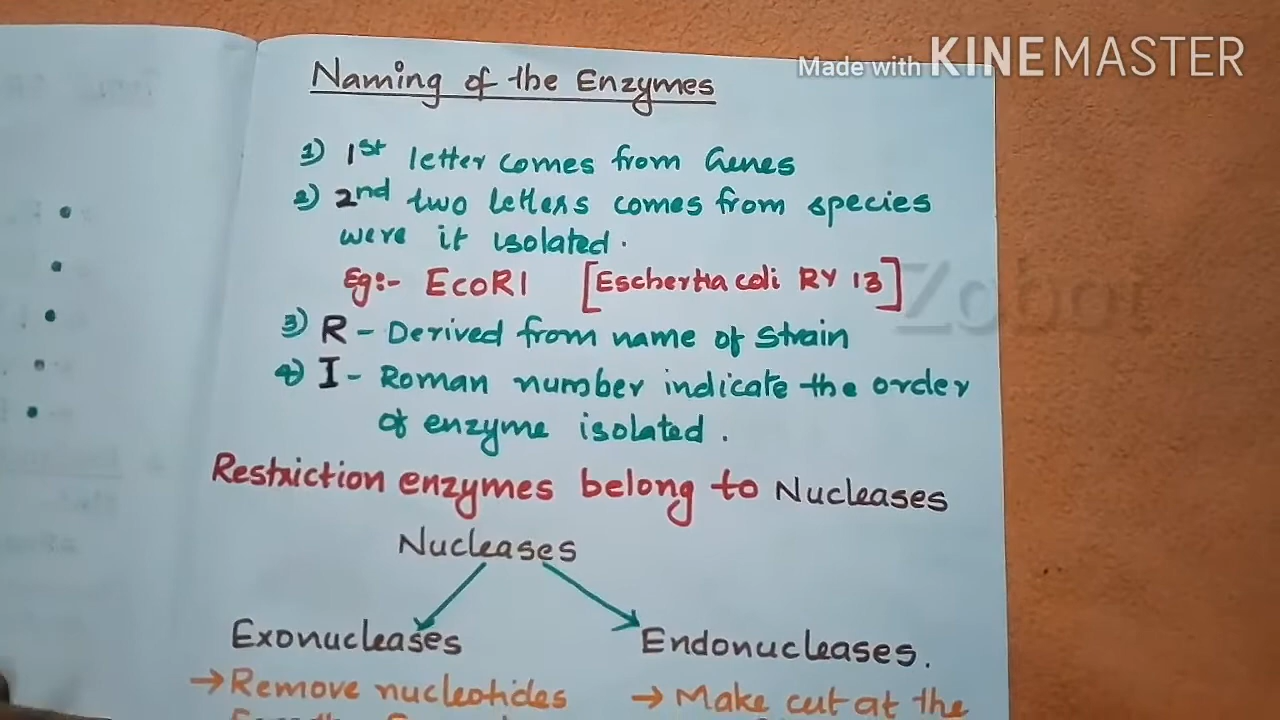 Made with KINEMASTER
Naming of the Enzymes
1) 1st letter comes from Genes
2) 2nd two letters comes from species
were it isolated.
Eg:- EcoRI [Eschertia coli RY 13]
3) R - Derived from name of Strain
4) I - Roman number indicate the order
of enzyme isolated.
Restriction enzymes belong to Nucleases
Nucleases
Exonucleases Endonucleases.
→ Remove nucleotides → Make cut at the